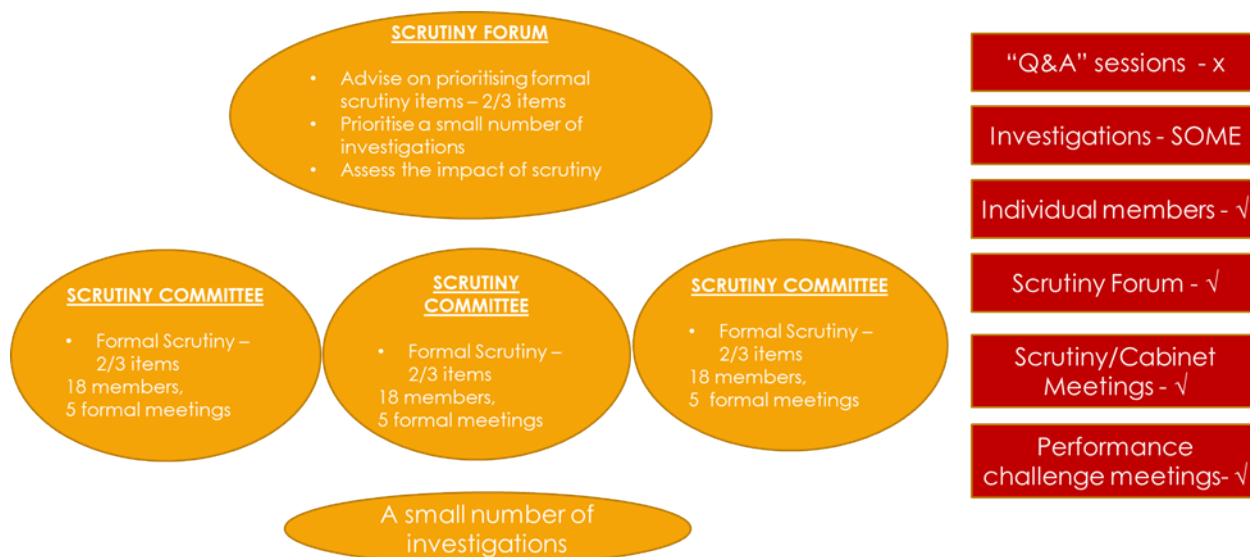 SCRUTINY FORUM
• Advise on prioritising formal
scrutiny items – 2/3 items
• Prioritise a small number of
investigations
• Assess the impact of scrutiny
SCRUTINY COMMITTEE
• Formal Scrutiny –
2/3 items
18 members,
5 formal meetings
SCRUTINY
COMMITTEE
• Formal Scrutiny –
2/3 items
18 members,
5 formal meetings
SCRUTINY COMMITTEE
• Formal Scrutiny –
2/3 items
18 members,
5 formal meetings
A small number of
investigations
“Q&A” sessions - x
Investigations - SOME
Individual members - √
Scrutiny Forum - √
Scrutiny/Cabinet
Meetings - √
Performance
challenge meetings- √